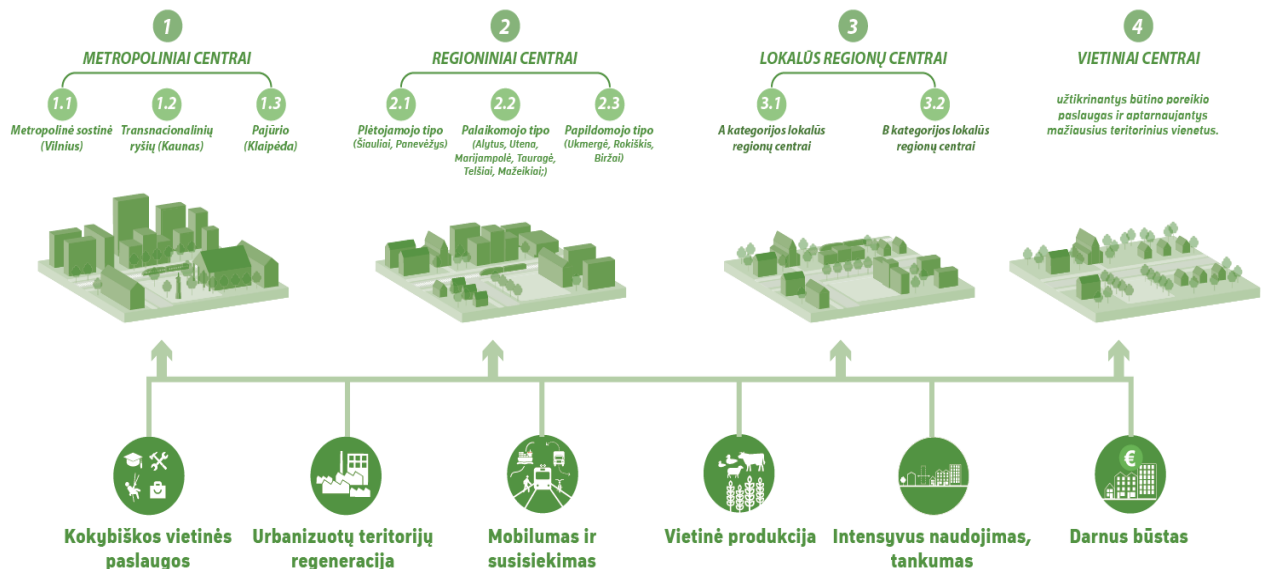 1
METROPOLINIAI CENTRAI
1.1
Metropolinė sostinė
(Vilnius)
1.2
Transnacionalinių
ryšių (Kaunas)
1.3
Pajūrio
(Klaipėda)
2
REGIONINIAI CENTRAI
2.1
Plėtojamojo tipo
(Šiauliai, Panevėžys)
2.2
Palaikomojo tipo
(Alytus, Utena,
Marijampolė, Tauragė,
Telšiai, Mažeikiai;)
2.3
Papildomojo tipo
(Ukmergė, Rokiškis,
Biržai)
3
LOKALŪS REGIONŲ CENTRAI
3.1
A kategorijos lokalūs
regionų centrai
3.2
B kategorijos lokalūs
regionų centrai
4
VIETINIAI CENTRAI
užtikrinantys būtino poreikio
paslaugas ir aptarnaujantys
mažiausius teritorinius vienetus.
Kokybiškos vietinės
paslaugos
Urbanizuotų teritorijų
regeneracija
Mobilumas ir
susisiekimas
Vietinė produkcija
Intensyvus naudojimas,
tankumas
€
Darnus būstas